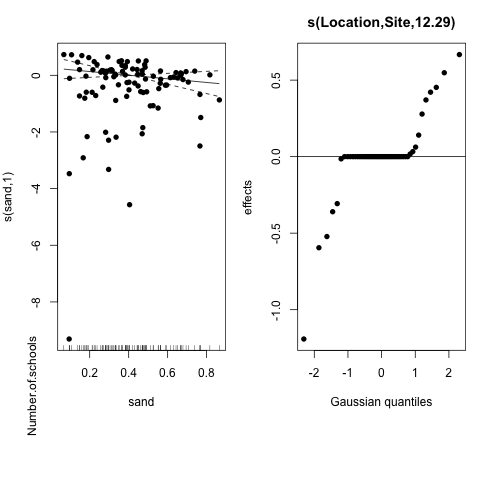 s(Location,Site,12.29)
s(sand,1)
0
-2
-4
-6
-8
0.2 0.4 0.6 0.8
sand
Number.of.schools
effects
0.5
0.0
-0.5
-1.0
-2 -1 0 1 2
Gaussian quantiles